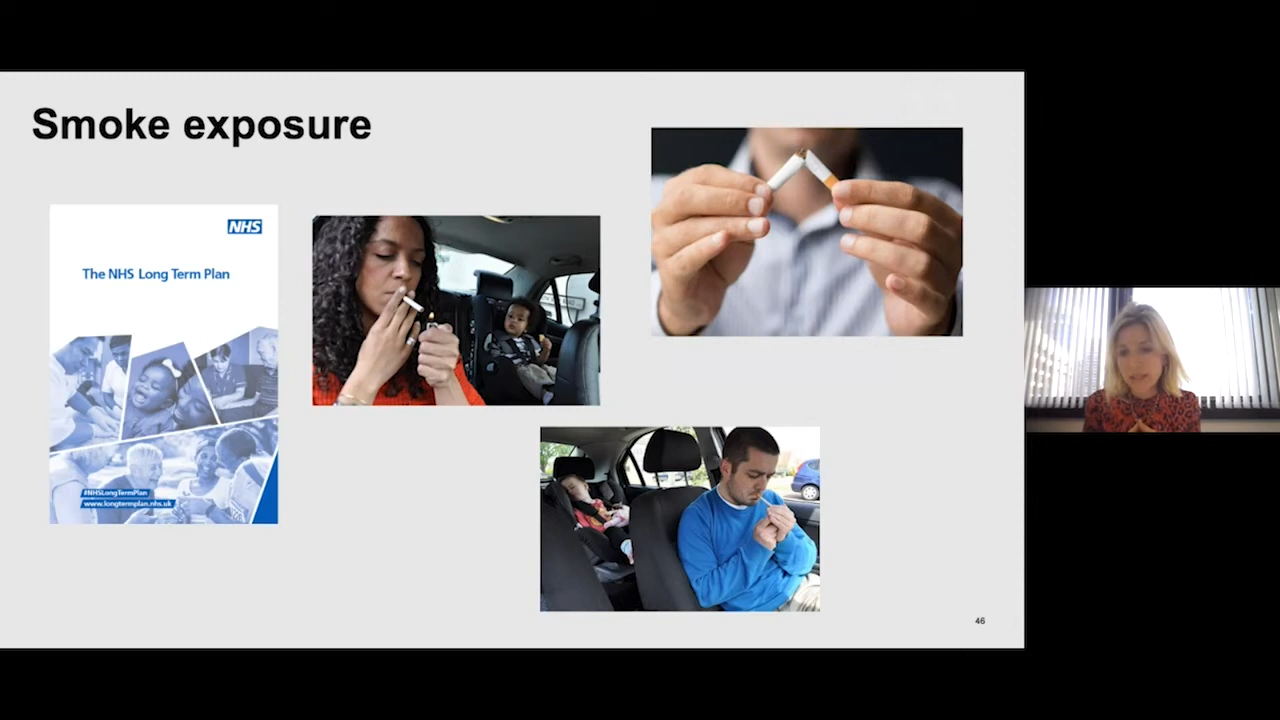 Smoke exposure
NHS
The NHS Long Term Plan
#NHSLongTermPlan
www.longtermplan.nhs.uk
46